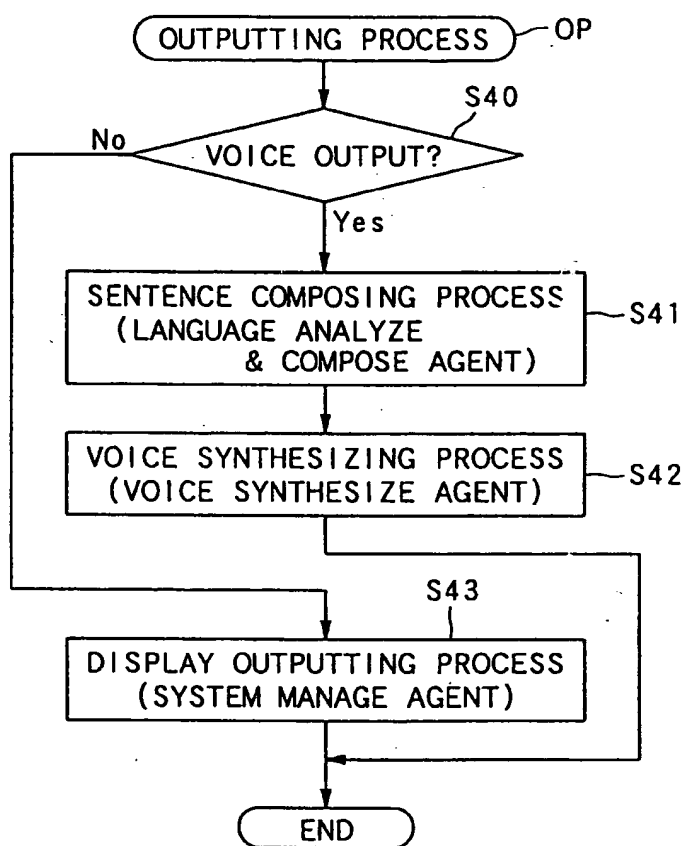 OUTPUTTING PROCESS
OP
S40
No
VOICE OUTPUT?
Yes
SENTENCE COMPOSING PROCESS
(LANGUAGE ANALYZE
& COMPOSE AGENT)
S41
VOICE SYNTHESIZING PROCESS
(VOICE SYNTHESIZE AGENT)
S42
S43
DISPLAY OUTPUTTING PROCESS
(SYSTEM MANAGE AGENT)
END